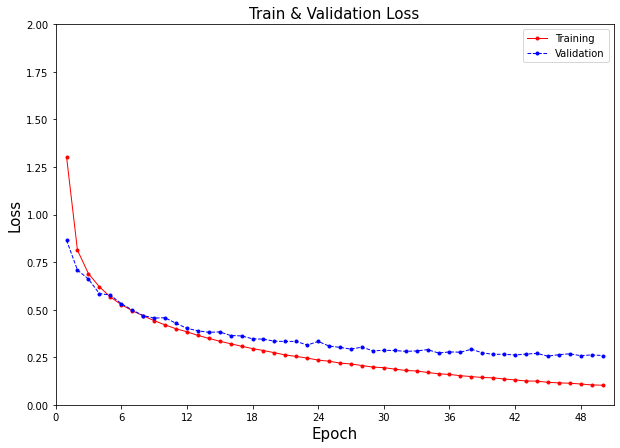 Train & Validation Loss
2.00
1.75
1.50
1.25
1.00
0.75
0.50
0.25
0.00
Loss
Training
Validation
0 6 12 18 24 30 36 42 48
Epoch